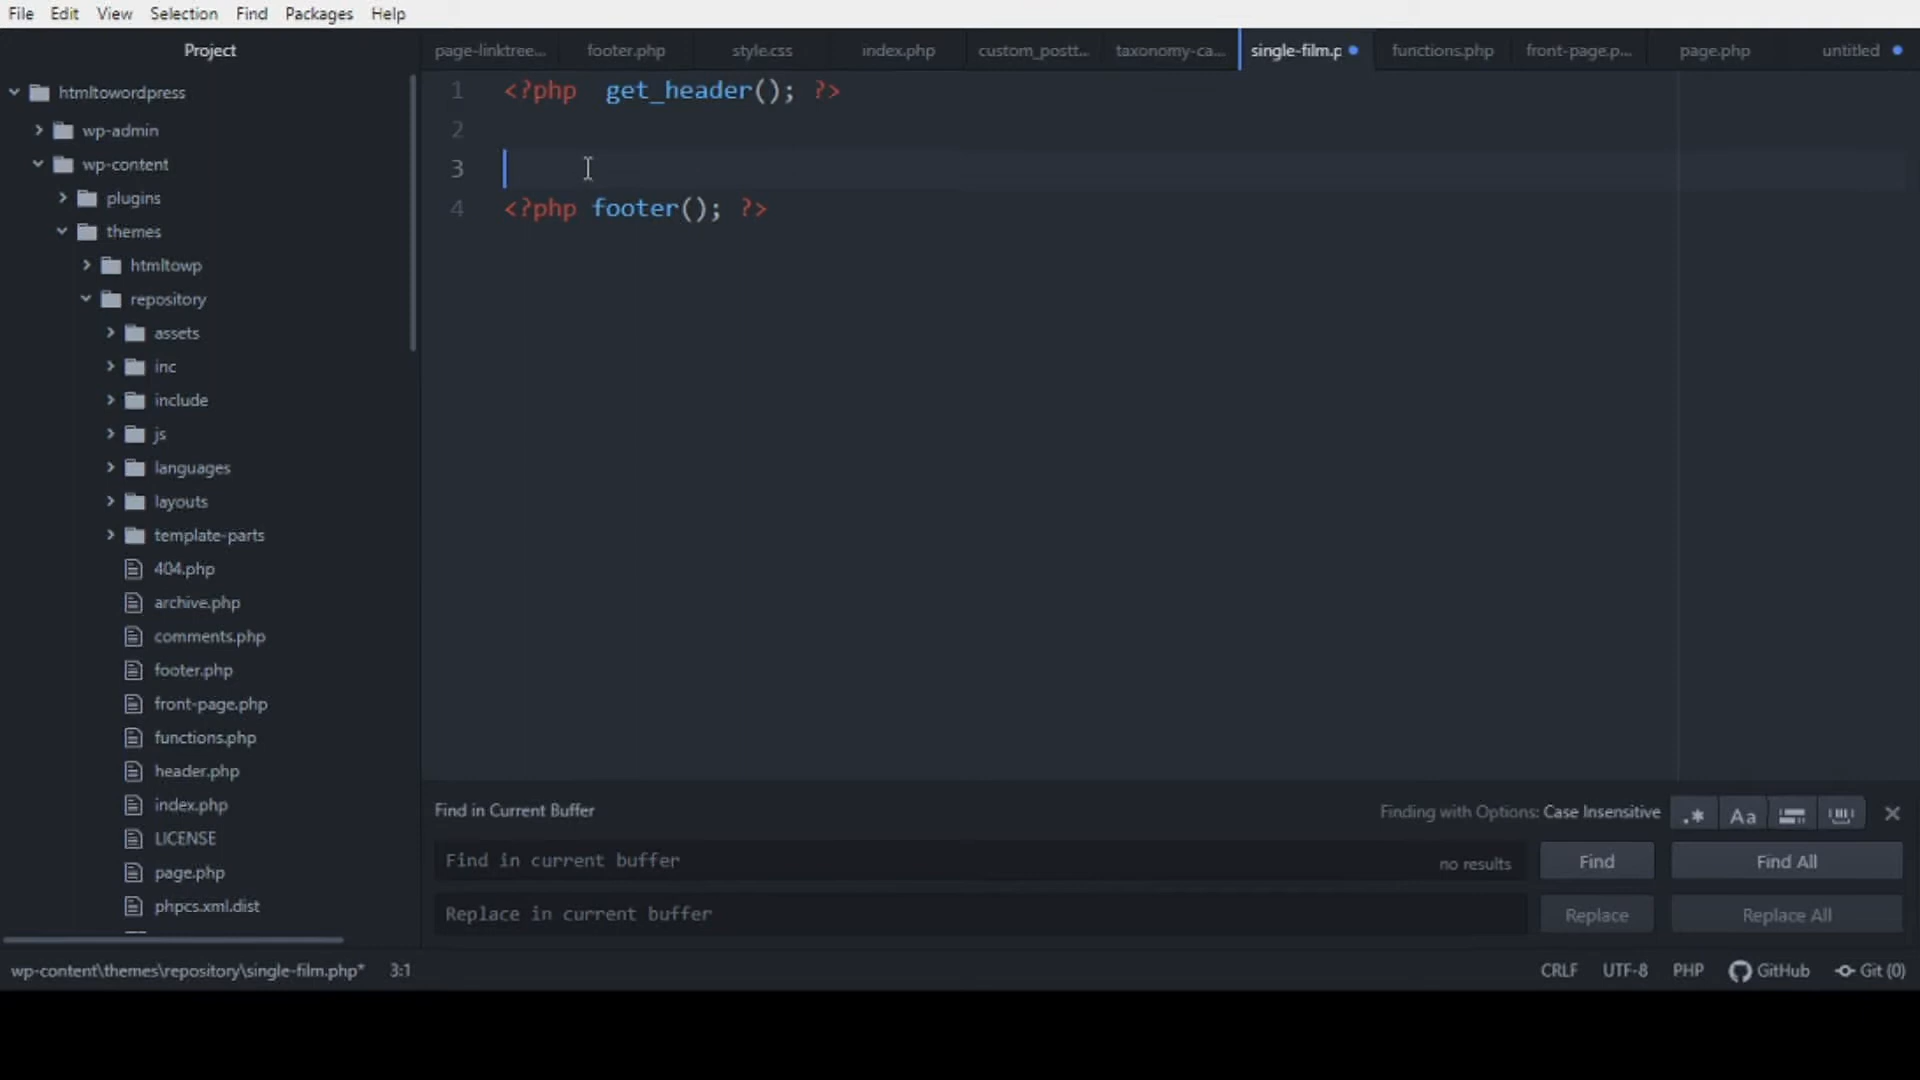 File Edit View Selection Find Packages Help
Project
page-linktree... footer.php style.css index.php custom_postt... taxonomy-ca... single-film.p functions.php front-page.p... page.php untitled
htmltowordpress
wp-admin
wp-content
plugins
themes
htmltowp
repository
assets
inc
include
js
languages
layouts
template-parts
404.php
archive.php
comments.php
footer.php
front-page.php
functions.php
header.php
index.php
LICENSE
page.php
phpcs.xml.dist
1 <?php  get_header(); ?>
2
3
4 <?php footer(); ?>
Find in Current Buffer
Finding with Options: Case Insensitive .* Aa
Find in current buffer no results Find Find All
Replace in current buffer Replace Replace All
wp-content\themes\repository\single-film.php* 3:1 CRLF UTF-8 PHP GitHub Git (0)